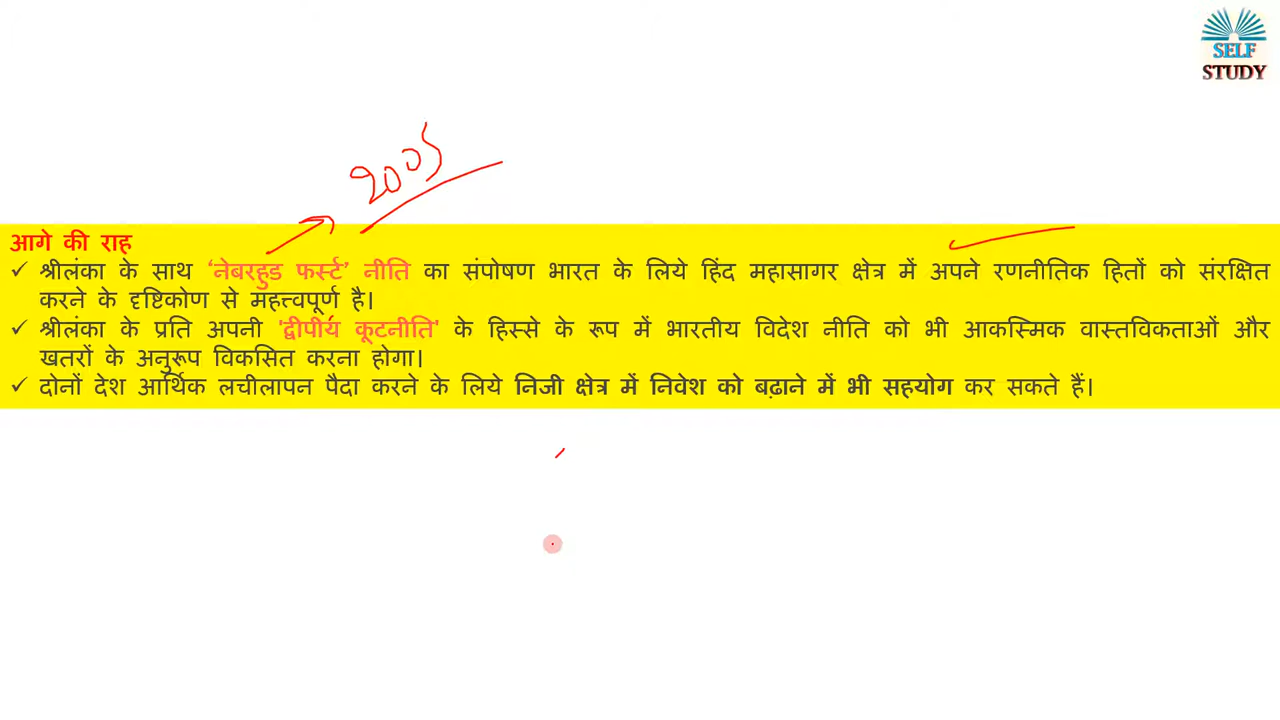 SELF
STUDY
2005
आगे की राह
✓ श्रीलंका के साथ 'नेबरहुड फर्स्ट' नीति का संपोषण भारत के लिये हिंद महासागर क्षेत्र में अपने रणनीतिक हितों को संरक्षित
करने के दृष्टिकोण से महत्त्वपूर्ण है।
✓ श्रीलंका के प्रति अपनी 'द्वीपीय कूटनीति' के हिस्से के रूप में भारतीय विदेश नीति को भी आकस्मिक वास्तविकताओं और
खतरों के अनुरूप विकसित करना होगा।
✓ दोनों देश आर्थिक लचीलापन पैदा करने के लिये निजी क्षेत्र में निवेश को बढ़ाने में भी सहयोग कर सकते हैं।